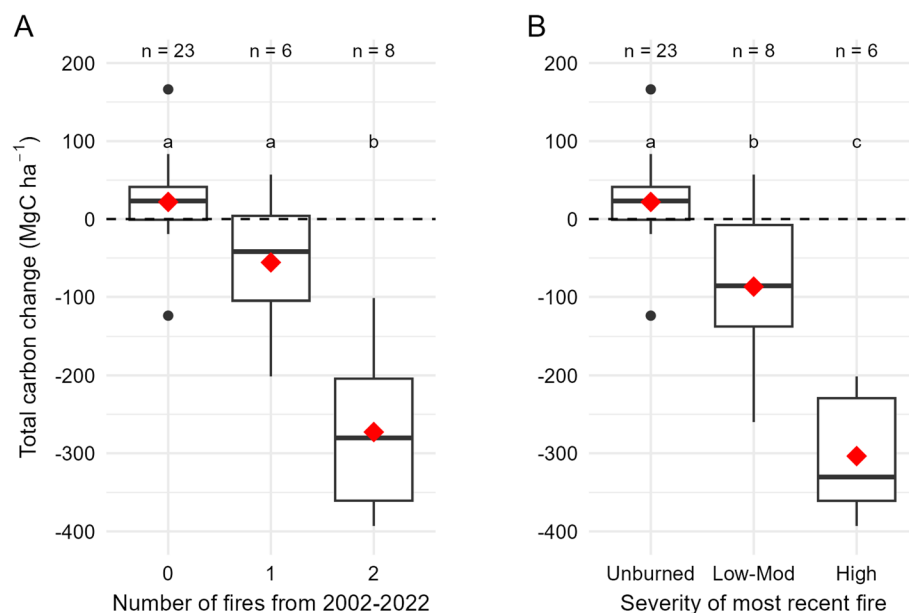 A
B
n = 23 n = 6 n = 8
n = 23 n = 8 n = 6
a a b
a b c
Total carbon change (MgC ha⁻¹)
200
100
0
-100
-200
-300
-400
200
100
0
-100
-200
-300
-400
0 1 2
Unburned Low-Mod High
Number of fires from 2002-2022
Severity of most recent fire